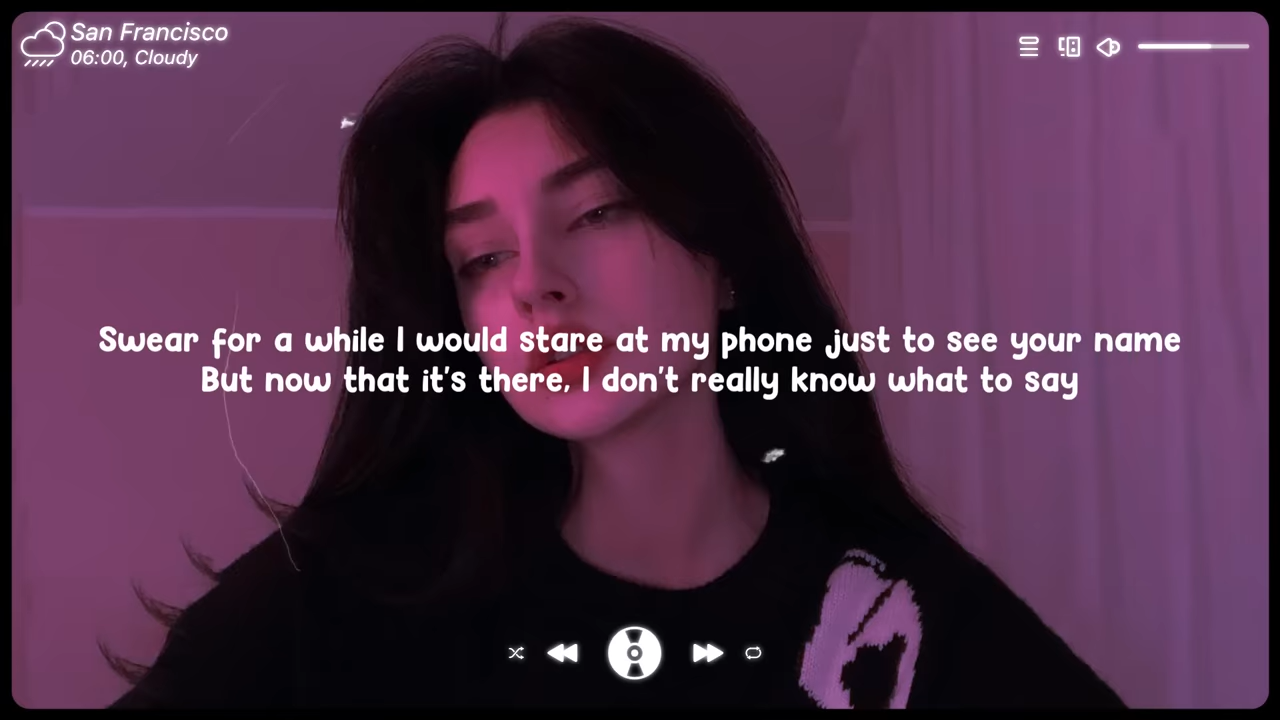 San Francisco
06:00, Cloudy
Swear for a while I would stare at my phone just to see your name
But now that it's there, I don't really know what to say